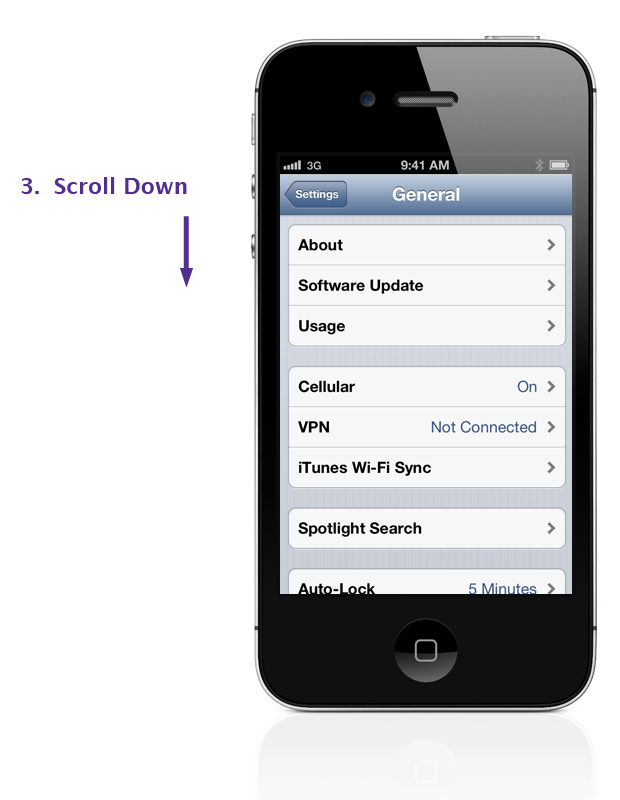 3G
9:41 AM
3. Scroll Down
Settings
General
About
Software Update
Usage
Cellular On
VPN Not Connected
iTunes Wi-Fi Sync
Spotlight Search
Auto-Lock 5 Minutes